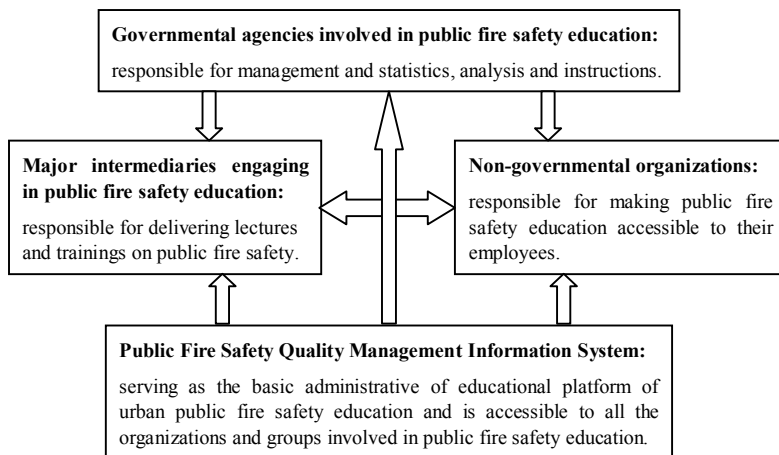 Governmental agencies involved in public fire safety education:
responsible for management and statistics, analysis and instructions.
Major intermediaries engaging
in public fire safety education:
responsible for delivering lectures
and trainings on public fire safety.
Non-governmental organizations:
responsible for making public fire
safety education accessible to their
employees.
Public Fire Safety Quality Management Information System:
serving as the basic administrative of educational platform of
urban public fire safety education and is accessible to all the
organizations and groups involved in public fire safety education.